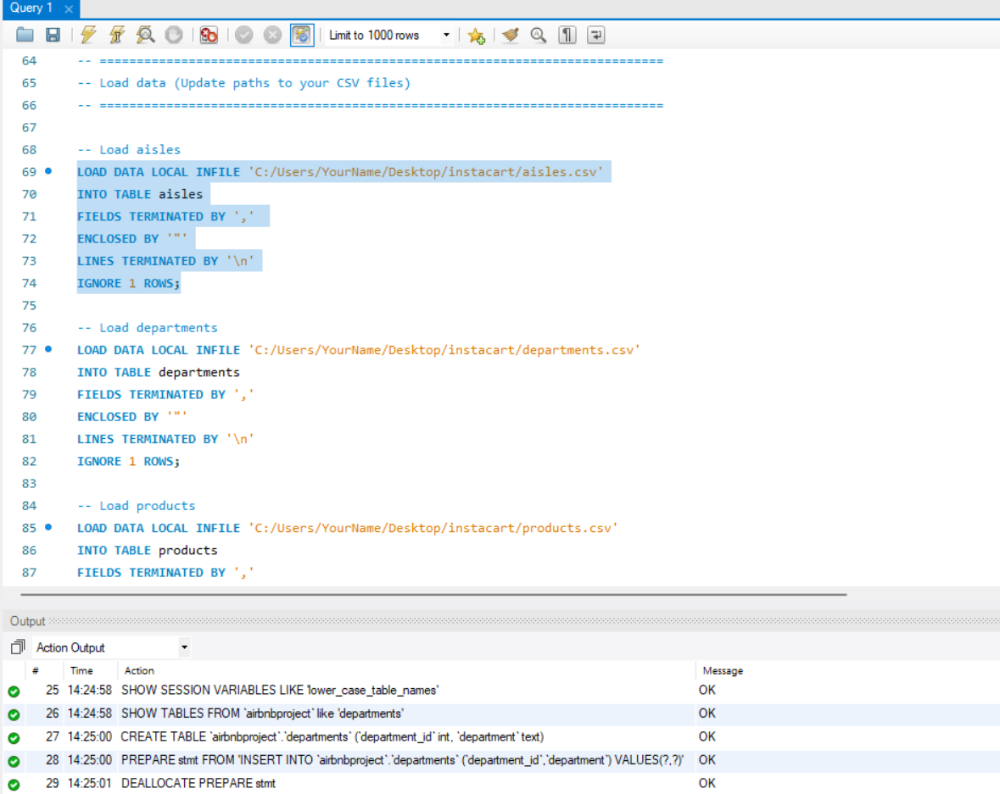 Query 1 ×
Limit to 1000 rows
64 -- ============================================================================
65 -- Load data (Update paths to your CSV files)
66 -- ============================================================================
67
68 -- Load aisles
69 LOAD DATA LOCAL INFILE 'C:/Users/YourName/Desktop/instacart/aisles.csv'
70 INTO TABLE aisles
71 FIELDS TERMINATED BY ','
72 ENCLOSED BY '"'
73 LINES TERMINATED BY '\n'
74 IGNORE 1 ROWS;
75
76 -- Load departments
77 LOAD DATA LOCAL INFILE 'C:/Users/YourName/Desktop/instacart/departments.csv'
78 INTO TABLE departments
79 FIELDS TERMINATED BY ','
80 ENCLOSED BY '"'
81 LINES TERMINATED BY '\n'
82 IGNORE 1 ROWS;
83
84 -- Load products
85 LOAD DATA LOCAL INFILE 'C:/Users/YourName/Desktop/instacart/products.csv'
86 INTO TABLE products
87 FIELDS TERMINATED BY ','
Output
Action Output
# Time Action Message
25 14:24:58 SHOW SESSION VARIABLES LIKE 'lower_case_table_names' OK
26 14:24:58 SHOW TABLES FROM `airbnbproject` like 'departments' OK
27 14:25:00 CREATE TABLE `airbnbproject`.`departments` (`department_id` int, `department` text) OK
28 14:25:00 PREPARE stmt FROM 'INSERT INTO `airbnbproject`.`departments` (`department_id`,`department`) VALUES(?,?)' OK
29 14:25:01 DEALLOCATE PREPARE stmt OK